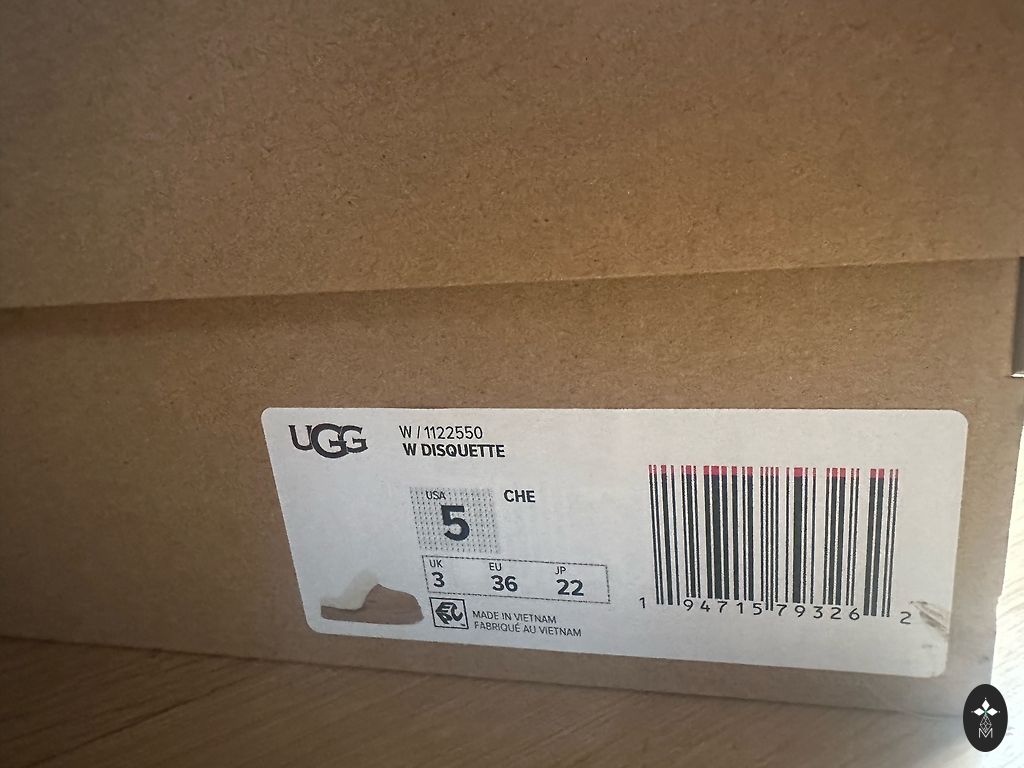 UGG
W / 1122550
W DISQUETTE
USA
5
CHE
UK
3
EU
36
JP
22
MADE IN VIETNAM
FABRIQUÉ AU VIETNAM
1 94715 79326 2
M